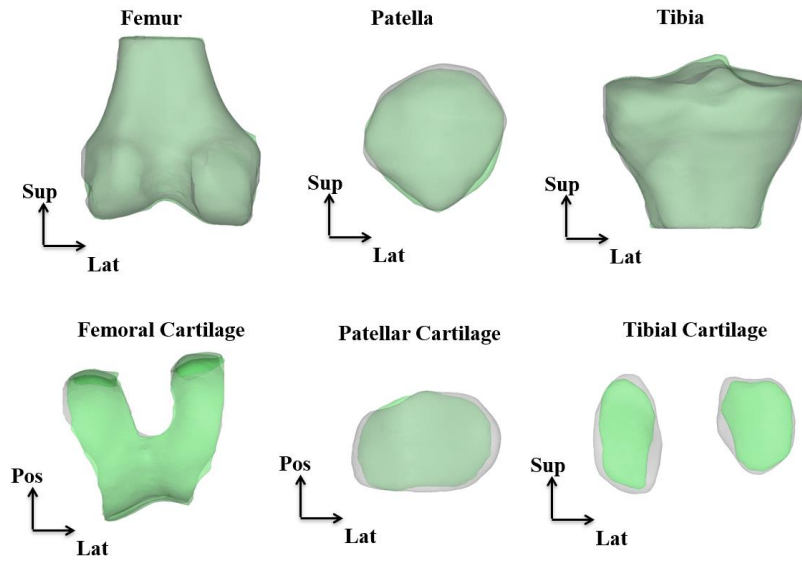 Femur
Patella
Tibia
Sup
Lat
Sup
Lat
Sup
Lat
Femoral Cartilage
Patellar Cartilage
Tibial Cartilage
Pos
Lat
Pos
Lat
Sup
Lat